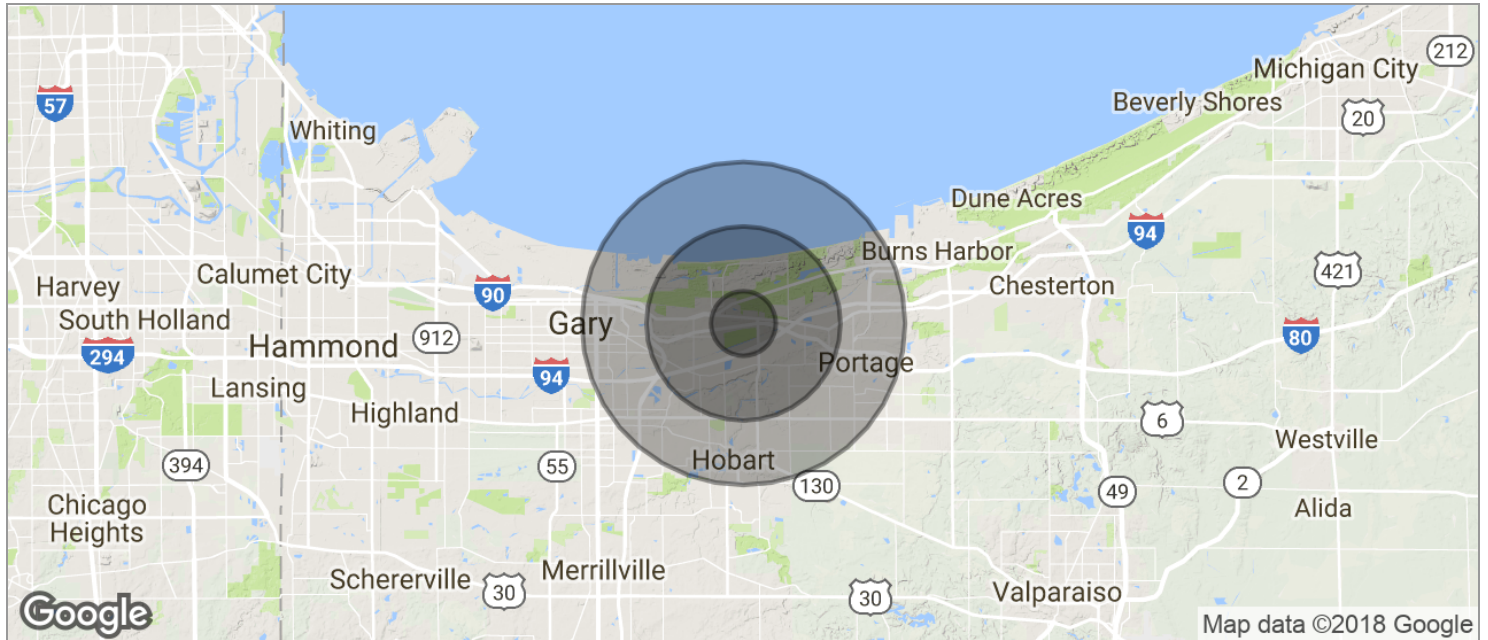 212
Michigan City
57
Beverly Shores
20
Whiting
Dune Acres
94
Burns Harbor
421
Calumet City
Harvey
90
Chesterton
South Holland
Gary
912
80
Hammond
294
Portage
94
Lansing
Highland
6
Westville
Hobart
394
55
130
49
2
Chicago
Heights
Alida
Schererville
Merrillville
30
30
Valparaiso
Google
Map data ©2018 Google